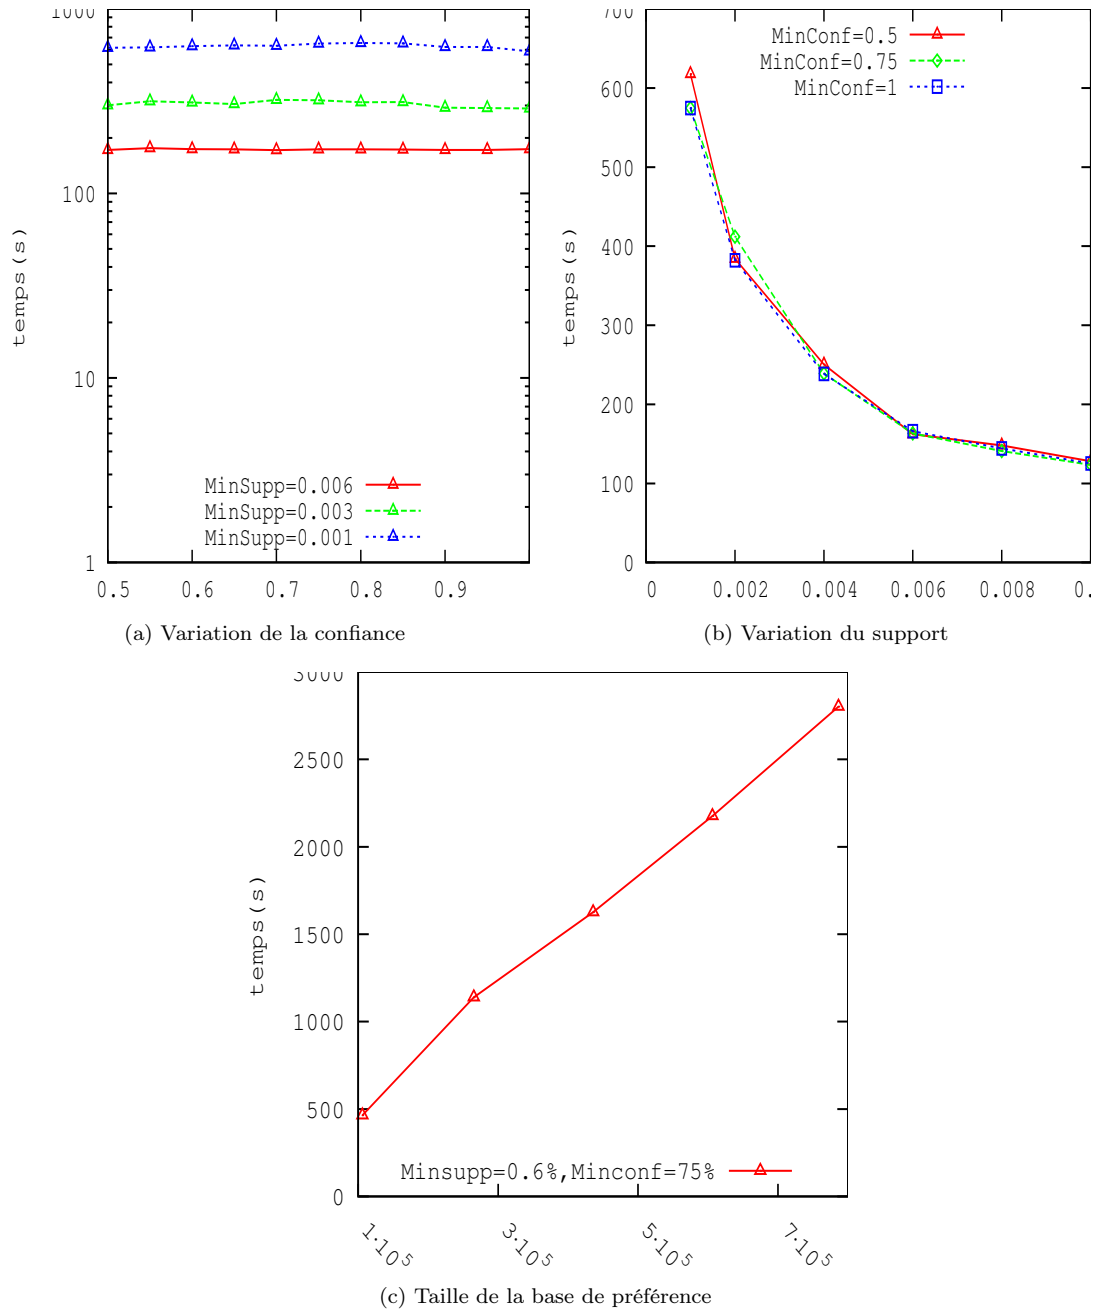 1000
100
10
1
temps(s)
MinSupp=0.006
MinSupp=0.003
MinSupp=0.001
0.5 0.6 0.7 0.8 0.9
(a) Variation de la confiance
700
600
500
400
300
200
100
0
temps(s)
MinConf=0.5
MinConf=0.75
MinConf=1
0 0.002 0.004 0.006 0.008 0.
(b) Variation du support
3000
2500
2000
1500
1000
500
0
temps(s)
Minsupp=0.6%,Minconf=75%
1·10⁵ 3·10⁵ 5·10⁵ 7·10⁵
(c) Taille de la base de préférence